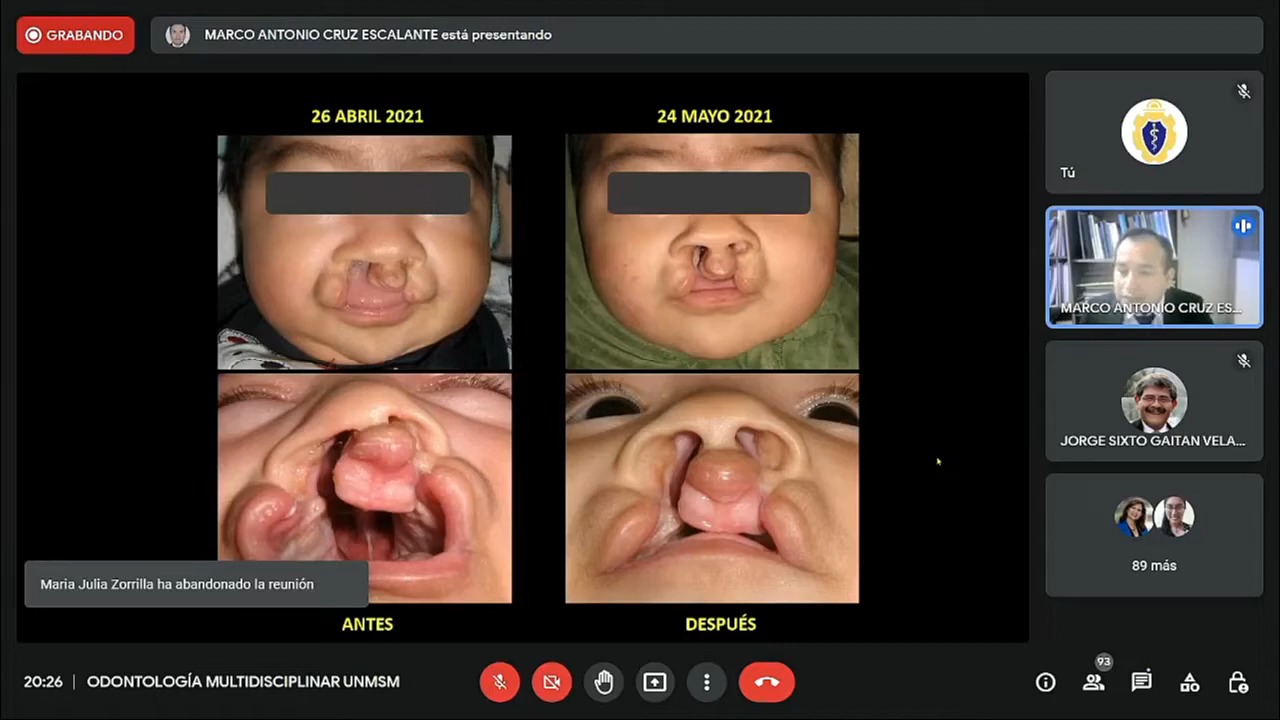 GRABANDO
MARCO ANTONIO CRUZ ESCALANTE está presentando
26 ABRIL 2021
24 MAYO 2021
Tú
MARCO ANTONIO CRUZ ES...
JORGE SIXTO GAITAN VELA...
89 más
Maria Julia Zorrilla ha abandonado la reunión
ANTES
DESPUÉS
20:26 | ODONTOLOGÍA MULTIDISCIPLINAR UNMSM
93